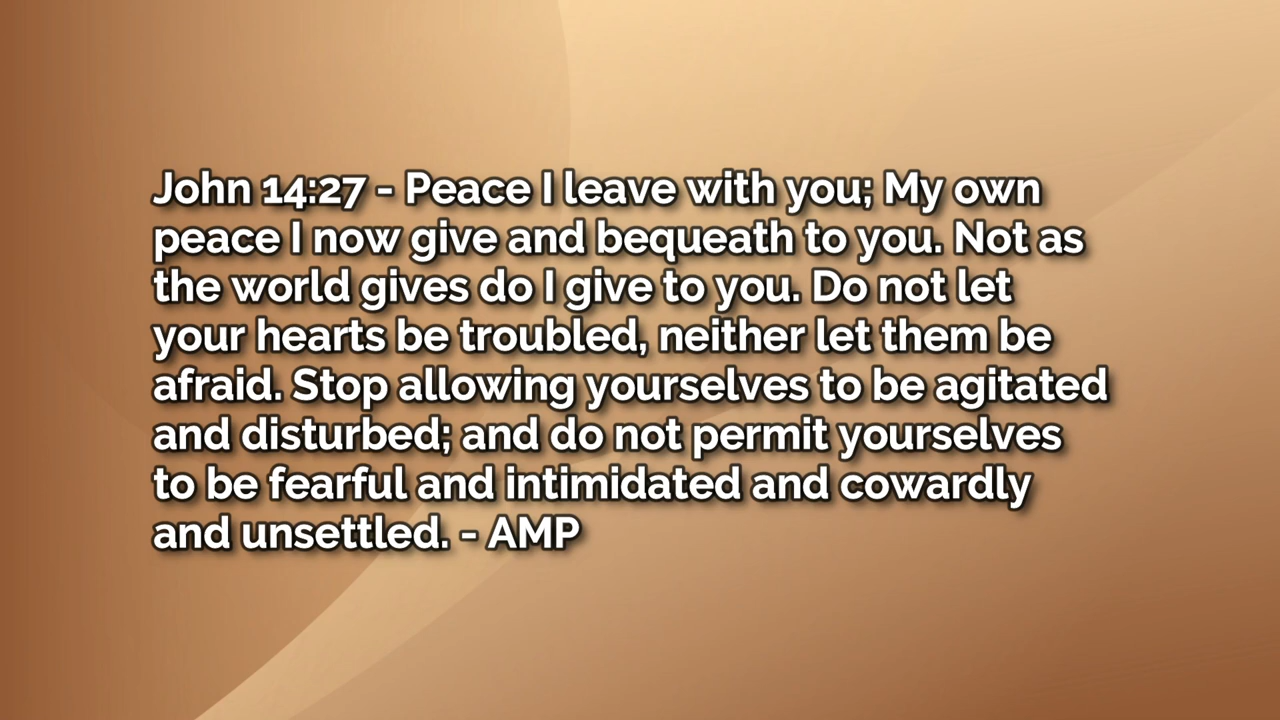 John 14:27 - Peace I leave with you; My own
peace I now give and bequeath to you. Not as
the world gives do I give to you. Do not let
your hearts be troubled, neither let them be
afraid. Stop allowing yourselves to be agitated
and disturbed; and do not permit yourselves
to be fearful and intimidated and cowardly
and unsettled. - AMP